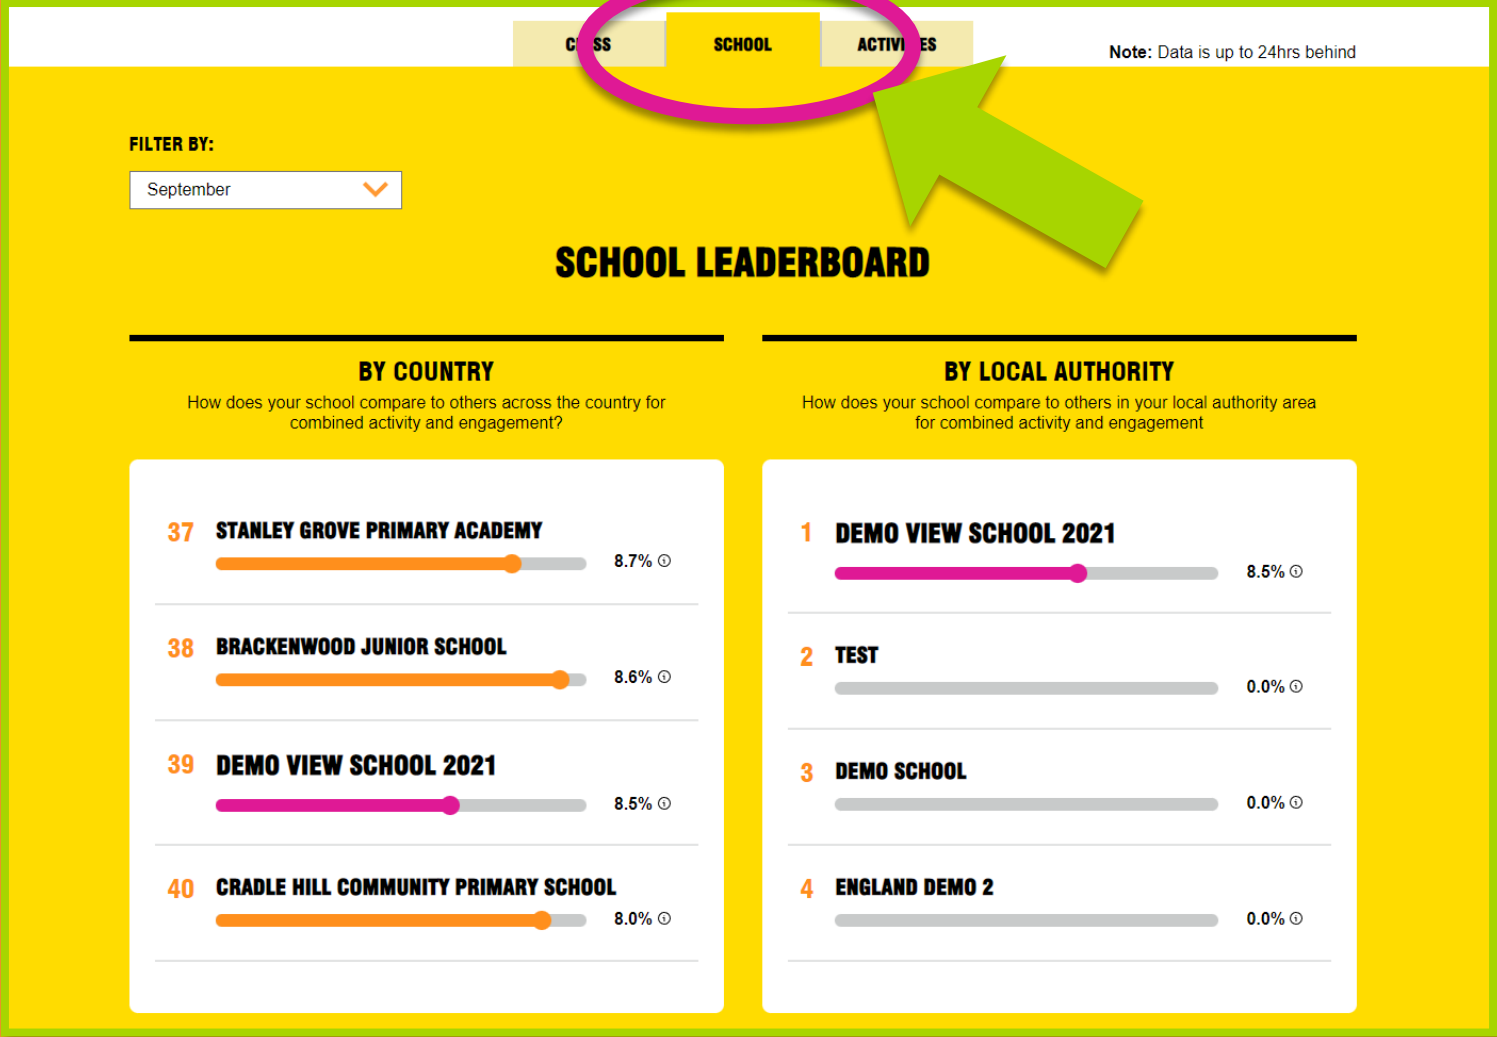 SCHOOL
Note: Data is up to 24hrs behind
FILTER BY:
September
SCHOOL LEADERBOARD
BY COUNTRY
How does your school compare to others across the country for
combined activity and engagement?
37 STANLEY GROVE PRIMARY ACADEMY
8.7%
38 BRACKENWOOD JUNIOR SCHOOL
8.6%
39 DEMO VIEW SCHOOL 2021
8.5%
40 CRADLE HILL COMMUNITY PRIMARY SCHOOL
8.0%
BY LOCAL AUTHORITY
How does your school compare to others in your local authority area
for combined activity and engagement
1 DEMO VIEW SCHOOL 2021
8.5%
2 TEST
0.0%
3 DEMO SCHOOL
0.0%
4 ENGLAND DEMO 2
0.0%